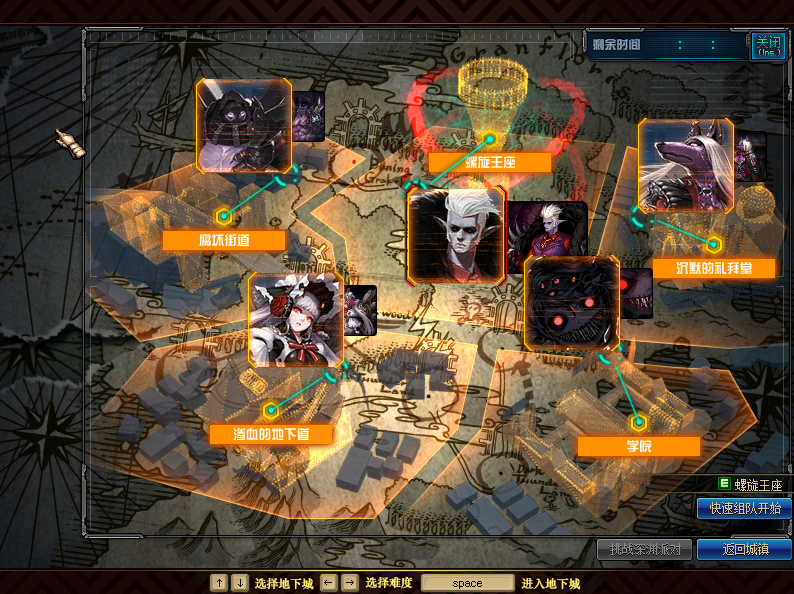 剩余时间 : :
关闭
(Ins)
螺旋王座
腐坏街道
沉默的礼拜堂
渗血的地下道
学院
E 螺旋王座
快速组队开始
挑战深渊派对
返回城镇
↑ ↓ 选择地下城 ← → 选择难度 space 进入地下城